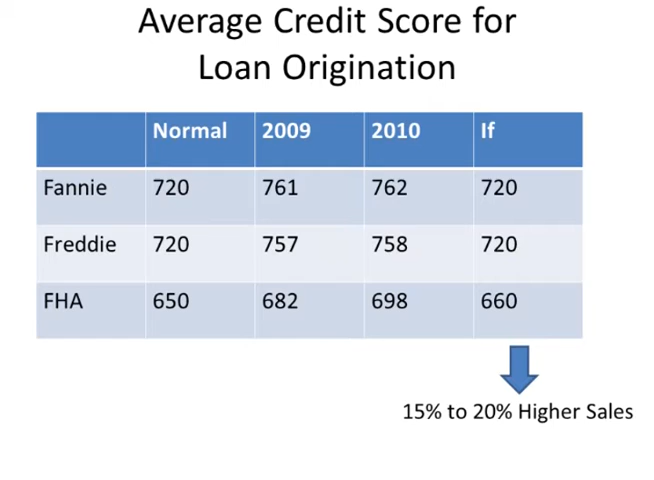 Average Credit Score for
Loan Origination
Normal 2009 2010 If
Fannie 720 761 762 720
Freddie 720 757 758 720
FHA 650 682 698 660
15% to 20% Higher Sales